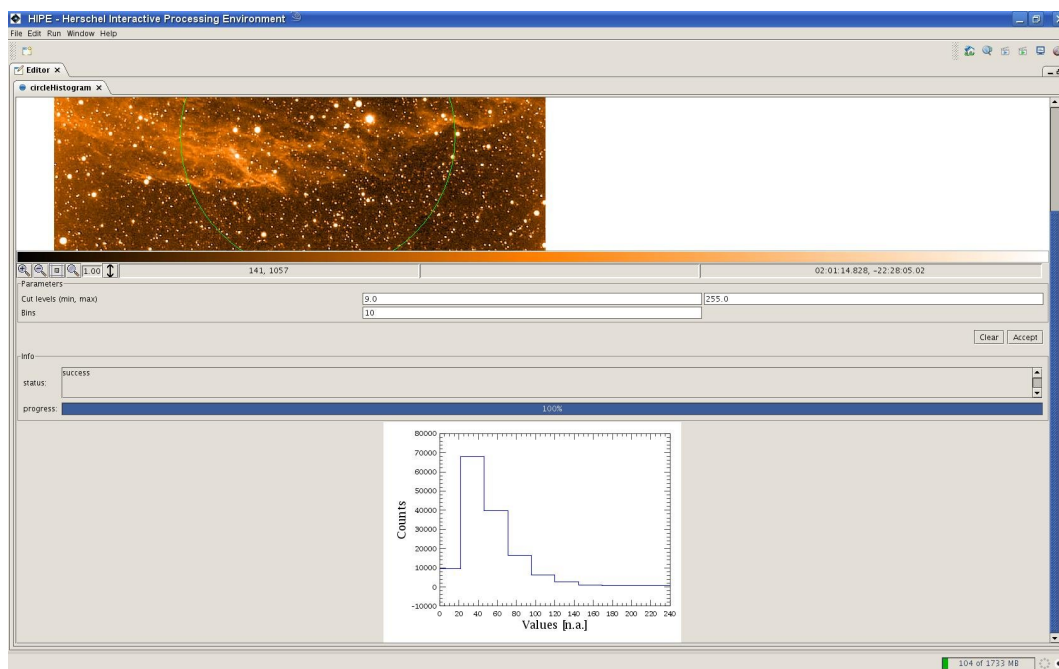 HIPE - Herschel Interactive Processing Environment
File Edit Run Window Help
Editor ×
circleHistogram ×
1.00 141, 1057 02:01:14.828, -22:28:05.02
Parameters
Cut levels (min, max) 9.0 255.0
Bins 10
Clear Accept
Info
status: success
progress: 100%
80000
70000
60000
50000
40000
30000
20000
10000
0
-10000
Counts
0 20 40 60 80 100 120 140 160 180 200 220 240
Values [n.a.]
104 of 1733 MB